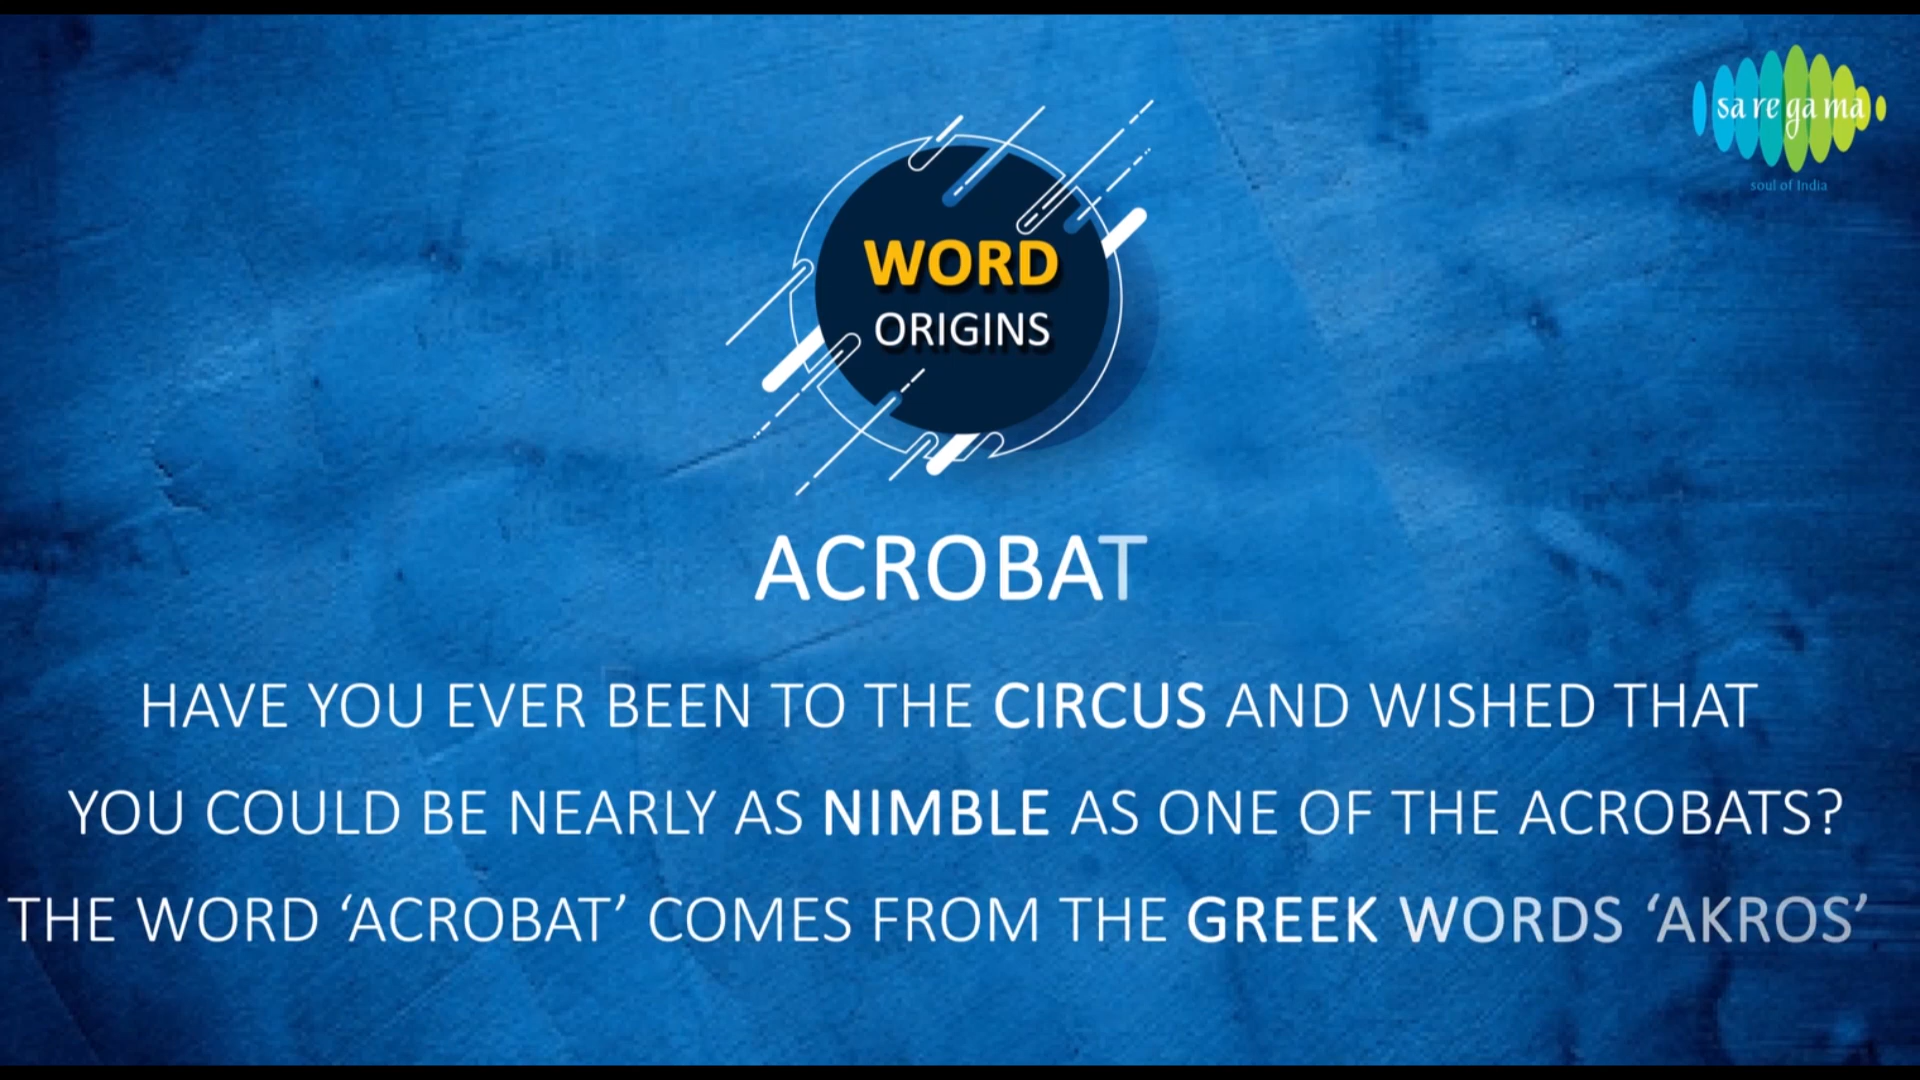 sa re ga ma
soul of India
WORD
ORIGINS
ACROBAT
HAVE YOU EVER BEEN TO THE CIRCUS AND WISHED THAT
YOU COULD BE NEARLY AS NIMBLE AS ONE OF THE ACROBATS?
THE WORD ‘ACROBAT’ COMES FROM THE GREEK WORDS ‘AKROS’